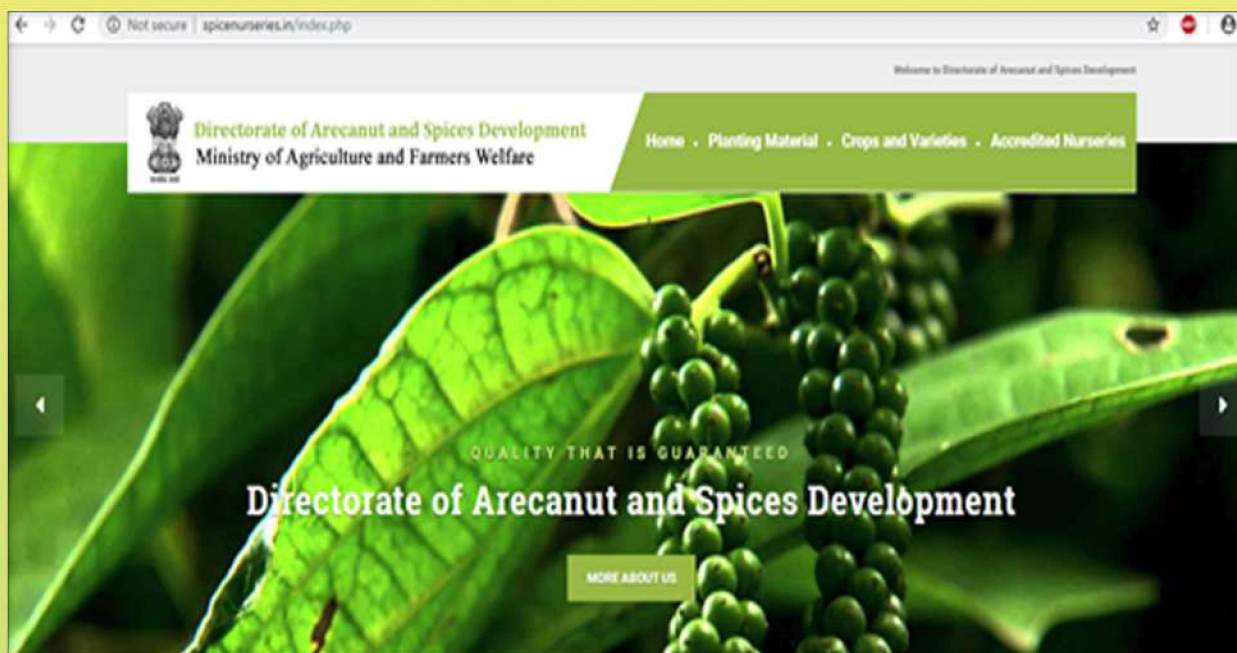 Not secure | spicenurseries.in/index.php
Welcome to Directorate of Arecanut and Spices Development
Directorate of Arecanut and Spices Development
Ministry of Agriculture and Farmers Welfare
Home . Planting Material . Crops and Varieties . Accredited Nurseries
QUALITY THAT IS GUARANTEED
Directorate of Arecanut and Spices Development
MORE ABOUT US